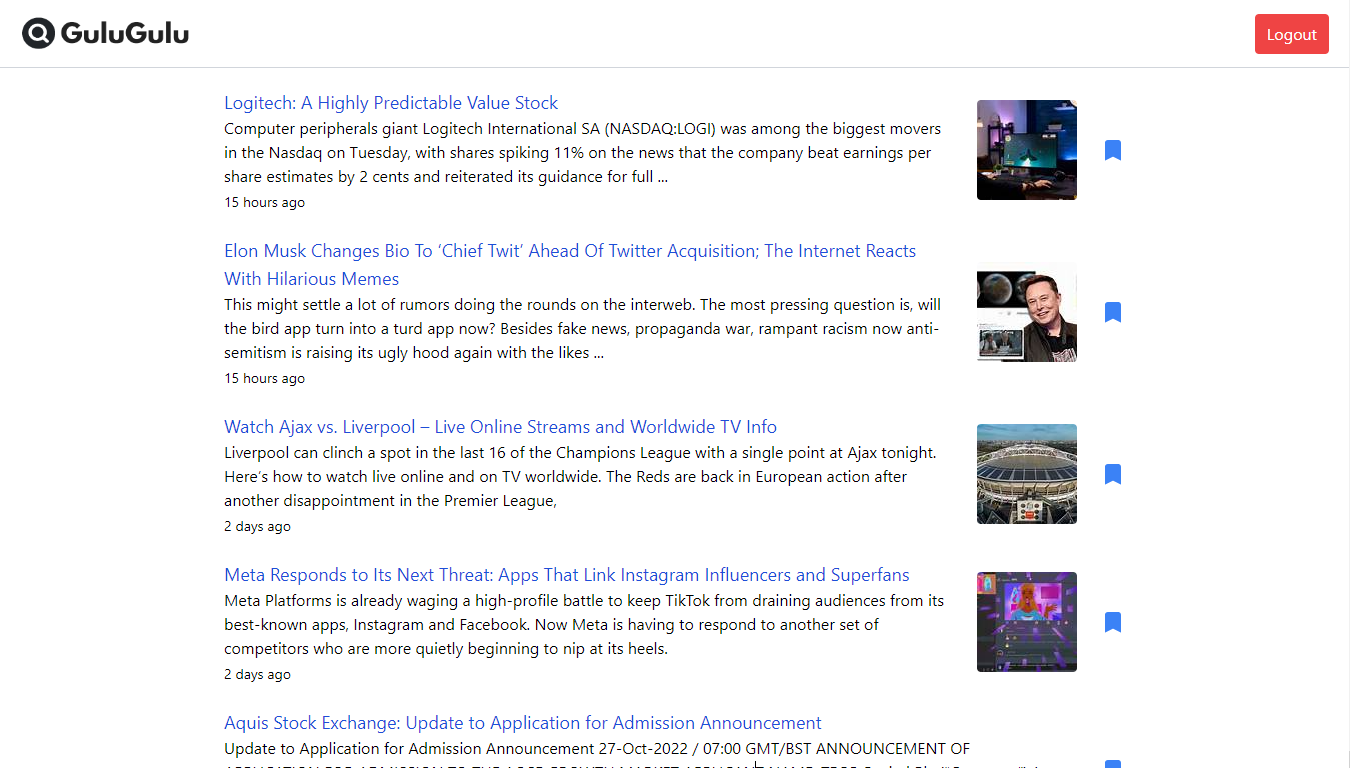 GuluGulu
Logout
Logitech: A Highly Predictable Value Stock
Computer peripherals giant Logitech International SA (NASDAQ:LOGI) was among the biggest movers
in the Nasdaq on Tuesday, with shares spiking 11% on the news that the company beat earnings per
share estimates by 2 cents and reiterated its guidance for full ...
15 hours ago
Elon Musk Changes Bio To ‘Chief Twit’ Ahead Of Twitter Acquisition; The Internet Reacts
With Hilarious Memes
This might settle a lot of rumors doing the rounds on the interweb. The most pressing question is, will
the bird app turn into a turd app now? Besides fake news, propaganda war, rampant racism now anti-
semitism is raising its ugly hood again with the likes ...
15 hours ago
Watch Ajax vs. Liverpool – Live Online Streams and Worldwide TV Info
Liverpool can clinch a spot in the last 16 of the Champions League with a single point at Ajax tonight.
Here’s how to watch live online and on TV worldwide. The Reds are back in European action after
another disappointment in the Premier League,
2 days ago
Meta Responds to Its Next Threat: Apps That Link Instagram Influencers and Superfans
Meta Platforms is already waging a high-profile battle to keep TikTok from draining audiences from its
best-known apps, Instagram and Facebook. Now Meta is having to respond to another set of
competitors who are more quietly beginning to nip at its heels.
2 days ago
Aquis Stock Exchange: Update to Application for Admission Announcement
Update to Application for Admission Announcement 27-Oct-2022 / 07:00 GMT/BST ANNOUNCEMENT OF